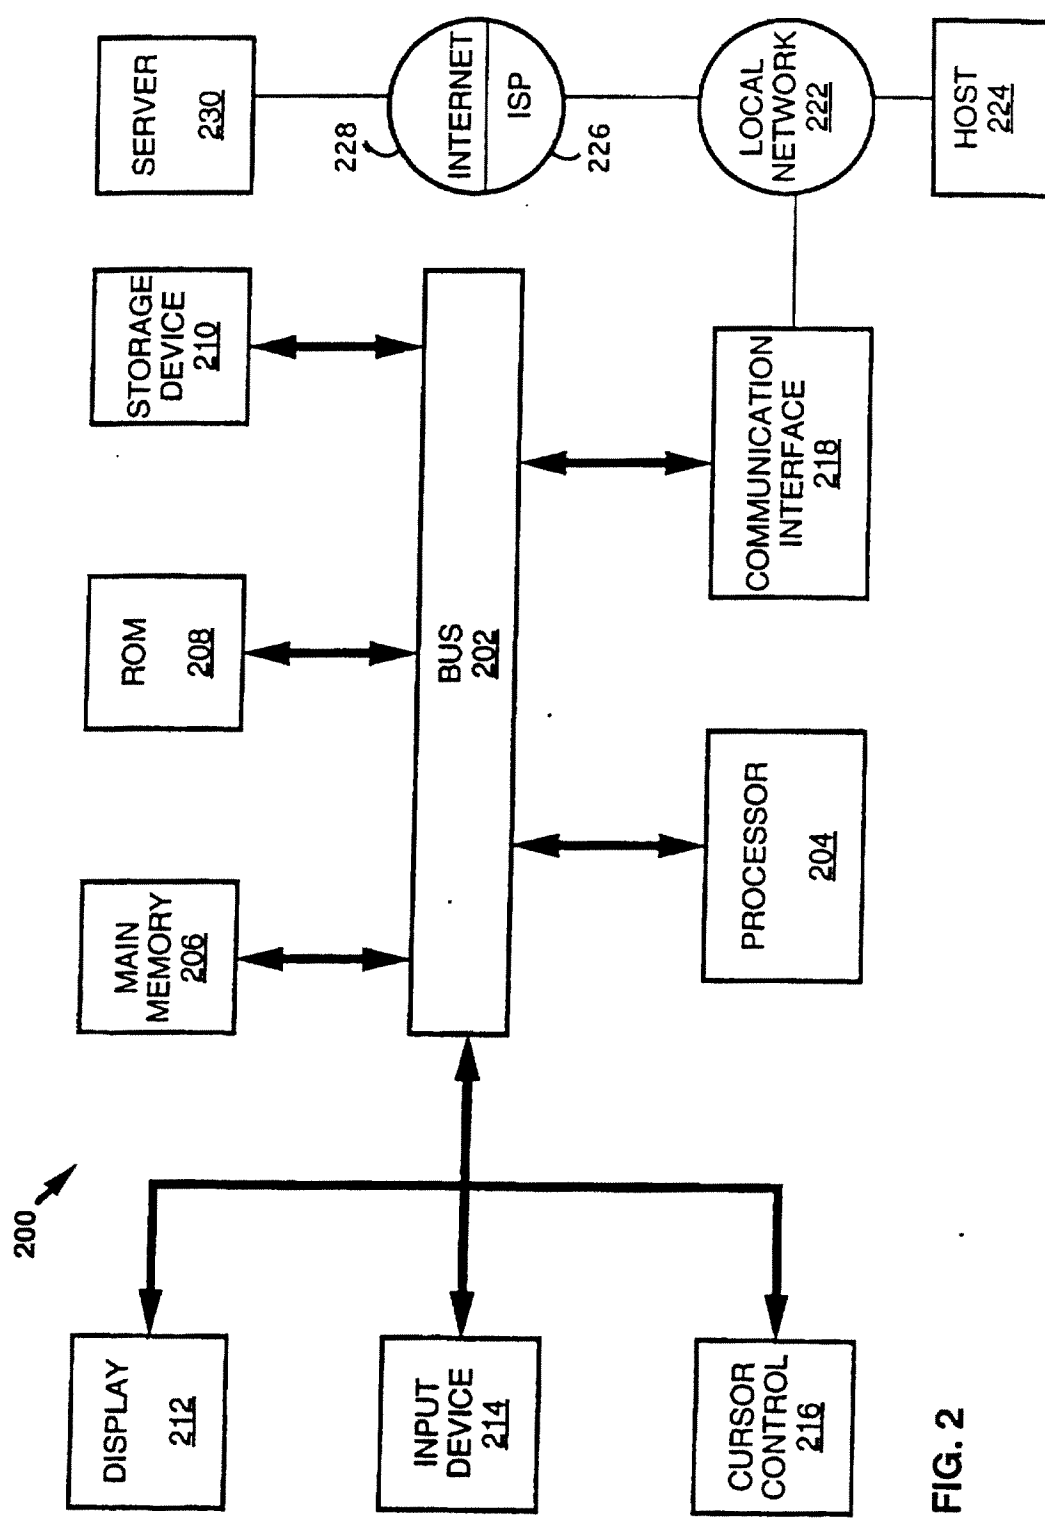 200
DISPLAY
212
INPUT
DEVICE
214
CURSOR
CONTROL
216
MAIN
MEMORY
206
ROM
208
STORAGE
DEVICE
210
BUS
202
PROCESSOR
204
COMMUNICATION
INTERFACE
218
SERVER
230
228
INTERNET
ISP
226
LOCAL
NETWORK
222
HOST
224
FIG. 2